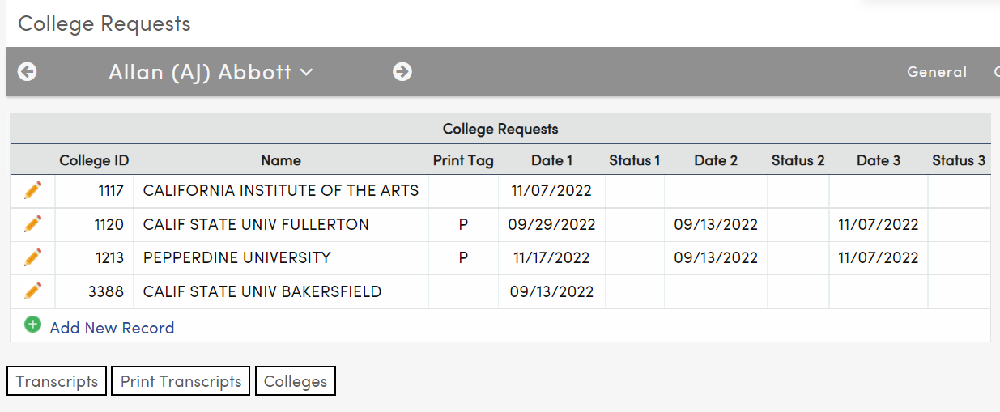 College Requests
Allan (AJ) Abbott General
College Requests
College ID Name Print Tag Date 1 Status 1 Date 2 Status 2 Date 3 Status 3
1117 CALIFORNIA INSTITUTE OF THE ARTS 11/07/2022
1120 CALIF STATE UNIV FULLERTON P 09/29/2022 09/13/2022 11/07/2022
1213 PEPPERDINE UNIVERSITY P 11/17/2022 09/13/2022 11/07/2022
3388 CALIF STATE UNIV BAKERSFIELD 09/13/2022
Add New Record
Transcripts Print Transcripts Colleges